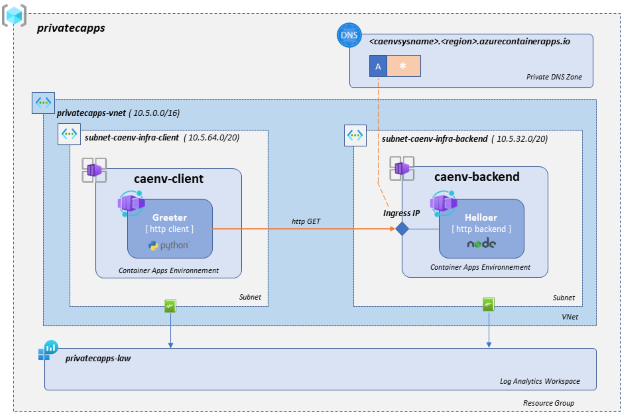 privatecapps
DNS
<caenvsysname>.<region>.azurecontainerapps.io
A
*
Private DNS Zone
privatecapps-vnet ( 10.5.0.0/16)
subnet-caenv-infra-client ( 10.5.64.0/20)
subnet-caenv-infra-backend ( 10.5.32.0/20)
caenv-client
caenv-backend
Greeter
[ http client ]
python
http GET
Ingress IP
Helloer
[ http backend ]
node
Container Apps Environnement
Container Apps Environnement
Subnet
Subnet
VNet
privatecapps-law
Log Analytics Workspace
Resource Group